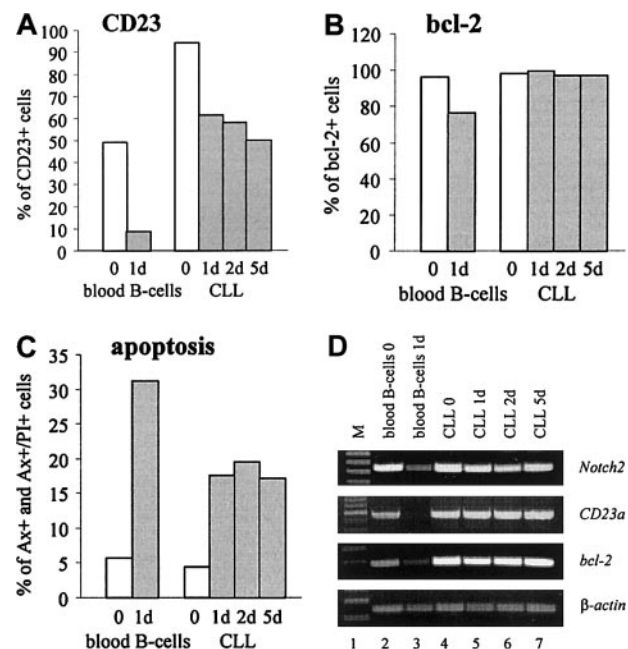 A CD23
% of CD23+ cells
100
90
80
70
60
50
40
30
20
10
0
0 1d 0 1d 2d 5d
blood B-cells CLL
B bcl-2
% of bcl-2+ cells
120
100
80
60
40
20
0
0 1d 0 1d 2d 5d
blood B-cells CLL
C apoptosis
% of Ax+ and Ax+/PI+ cells
35
30
25
20
15
10
5
0
0 1d 0 1d 2d 5d
blood B-cells CLL
D
M
blood B-cells 0
blood B-cells 1d
CLL 0
CLL 1d
CLL 2d
CLL 5d
Notch2
CD23a
bcl-2
β-actin
1 2 3 4 5 6 7